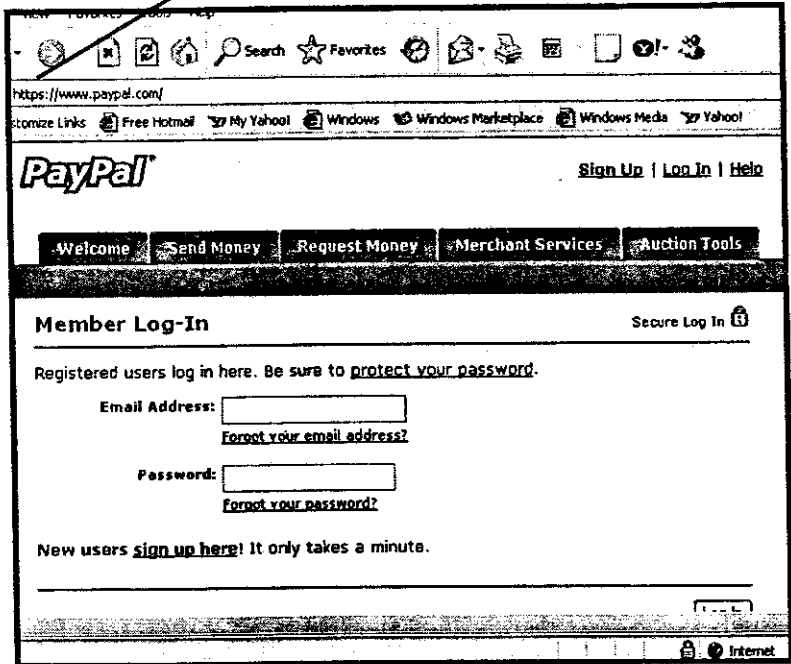 Search Favorites
https://www.paypal.com/
stomize Links Free Hotmail My Yahoo! Windows Windows Marketplace Windows Media Yahoo!
PayPal
Sign Up | Log In | Help
Welcome Send Money Request Money Merchant Services Auction Tools
Member Log-In
Secure Log In
Registered users log in here. Be sure to protect your password.
Email Address:
Forgot your email address?
Password:
Forgot your password?
New users sign up here! It only takes a minute.
Internet